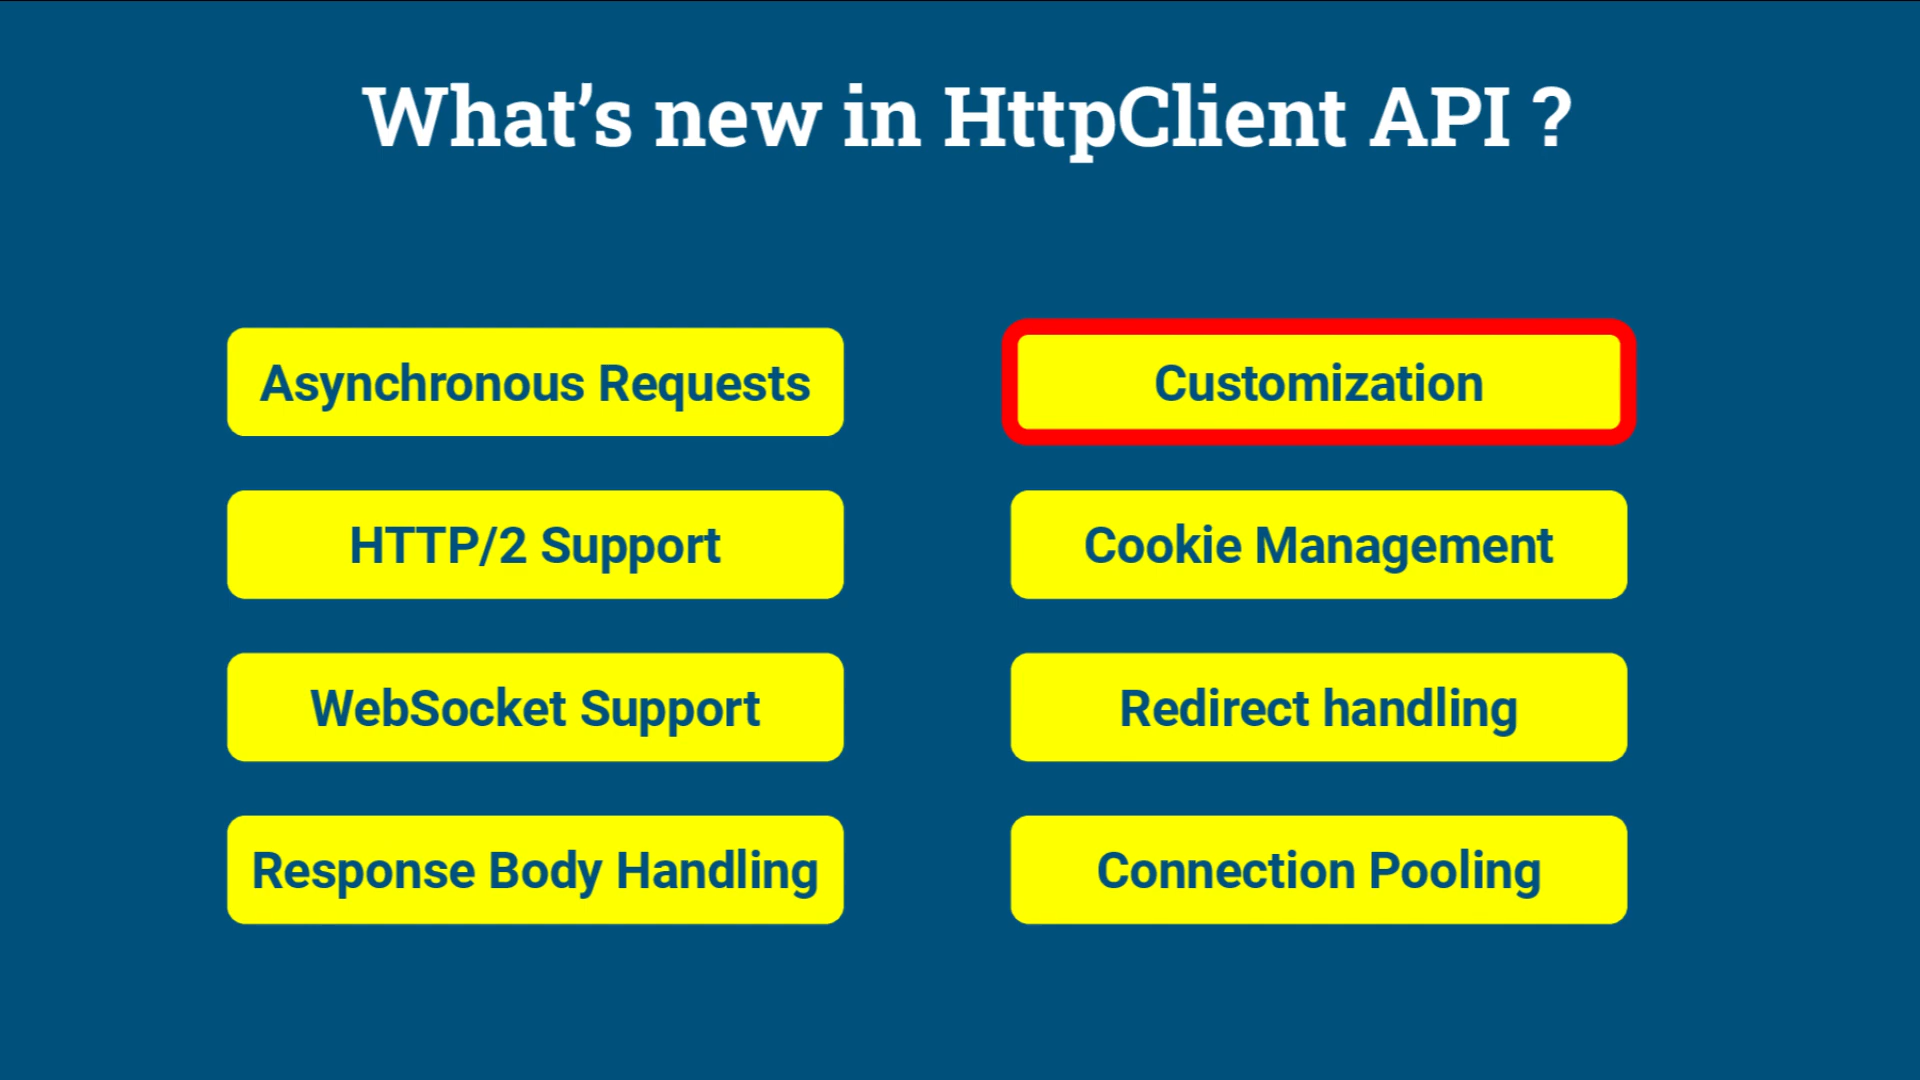 What’s new in HttpClient API ?
Asynchronous Requests
HTTP/2 Support
WebSocket Support
Response Body Handling
Customization
Cookie Management
Redirect handling
Connection Pooling